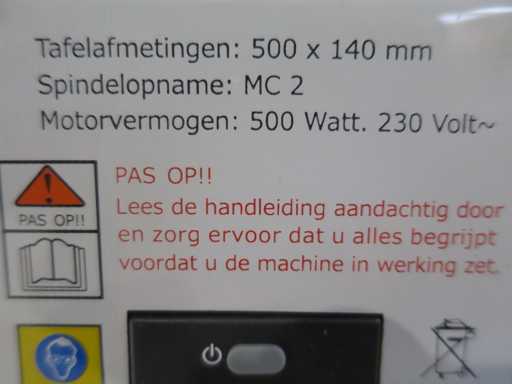 Tafelafmetingen: 500 x 140 mm
Spindelopname: MC 2
Motorvermogen: 500 Watt. 230 Volt~
PAS OP!!
PAS OP!!
Lees de handleiding aandachtig door
en zorg ervoor dat u alles begrijpt
voordat u de machine in werking zet.